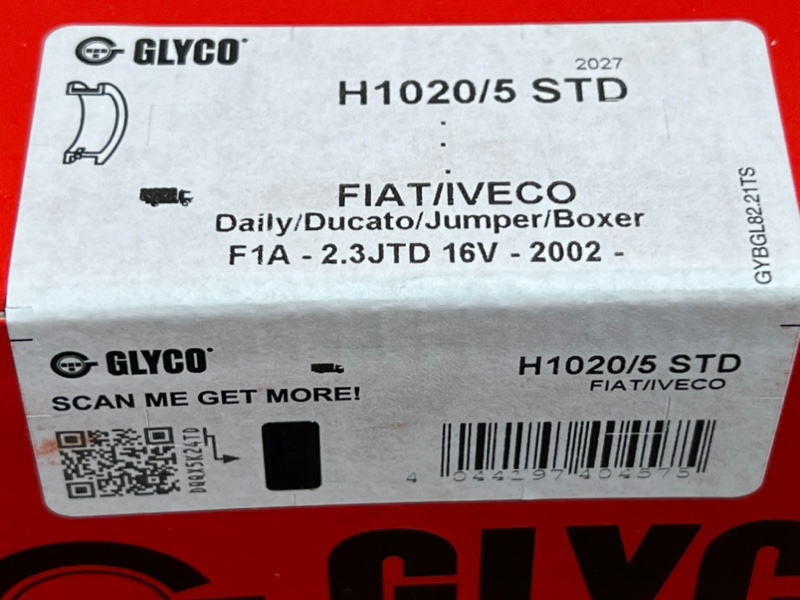 GLYCO
2027
H1020/5 STD
FIAT/IVECO
Daily/Ducato/Jumper/Boxer
F1A - 2.3JTD 16V - 2002 -
GYBGL82.21TS
GLYCO
H1020/5 STD
FIAT/IVECO
SCAN ME GET MORE!
4 044197 404575
GLYC